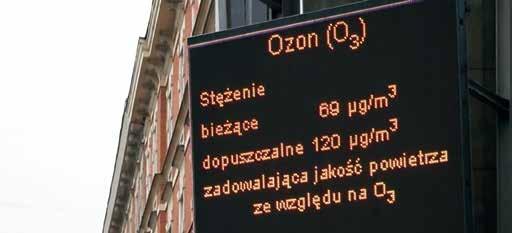 Ozon (O₃)
Stężenie
bieżące 69 µg/m³
dopuszczalne 120 µg/m³
zadowalająca jakość powietrza
ze względu na O₃